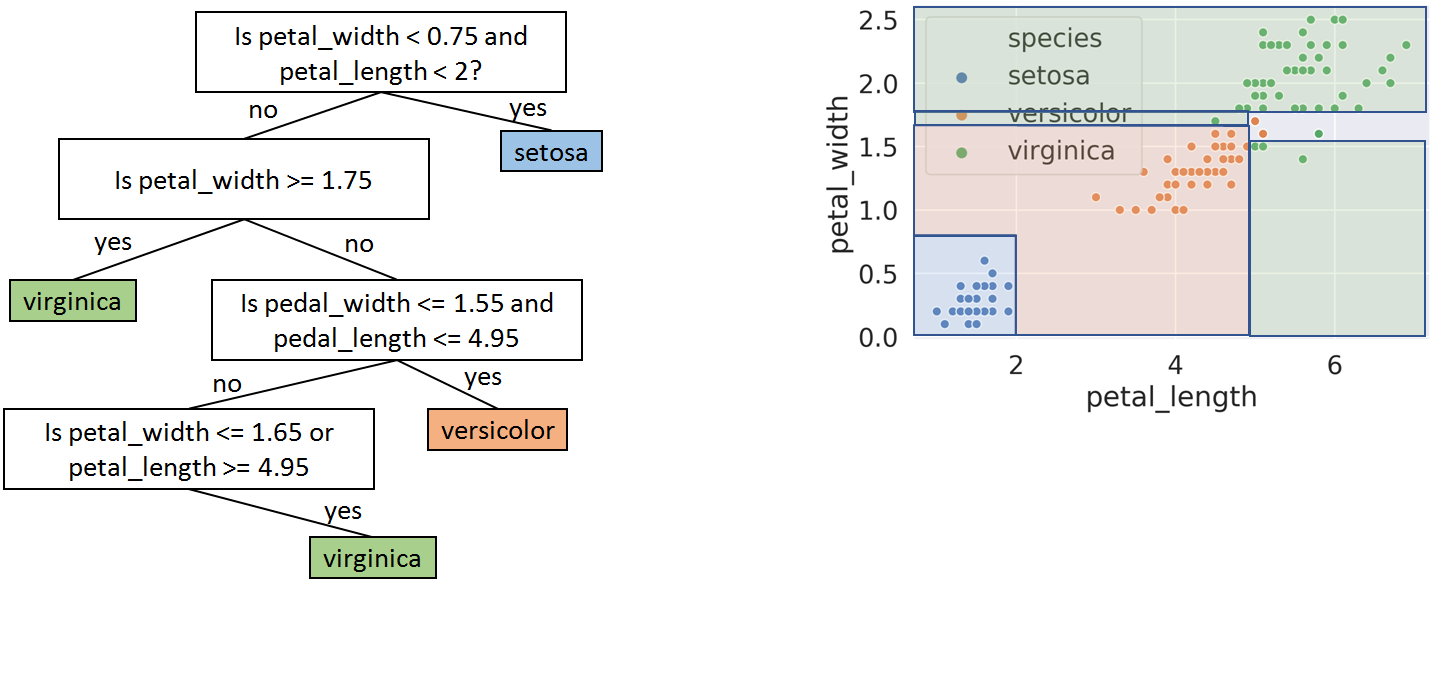 Is petal_width < 0.75 and
petal_length < 2?
no
yes
setosa
Is petal_width >= 1.75
yes
no
virginica
Is pedal_width <= 1.55 and
pedal_length <= 4.95
no
yes
Is petal_width <= 1.65 or
petal_length >= 4.95
versicolor
yes
virginica
2.5
2.0
1.5
1.0
0.5
0.0
petal_width
species
setosa
versicolor
virginica
2
4
6
petal_length